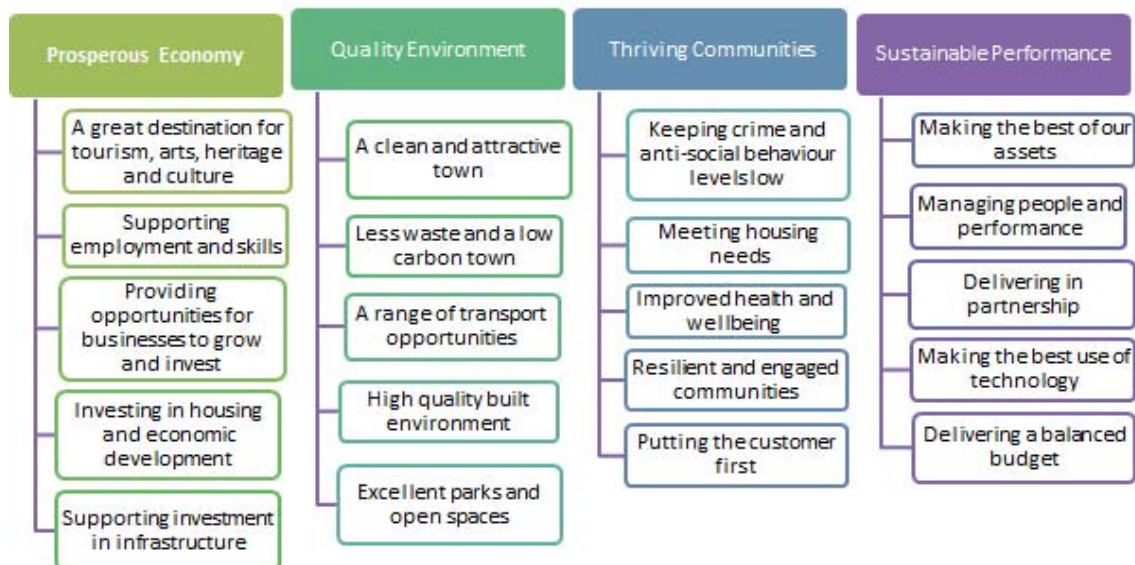 Prosperous Economy
A great destination for
tourism, arts, heritage
and culture
Supporting
employment and skills
Providing
opportunities for
businesses to grow
and invest
Investing in housing
and economic
development
Supporting investment
in infrastructure
Quality Environment
A clean and attractive
town
Less waste and a low
carbon town
A range of transport
opportunities
High quality built
environment
Excellent parks and
open spaces
Thriving Communities
Keeping crime and
anti-social behaviour
levels low
Meeting housing
needs
Improved health and
wellbeing
Resilient and engaged
communities
Putting the customer
first
Sustainable Performance
Making the best of our
assets
Managing people and
performance
Delivering in
partnership
Making the best use of
technology
Delivering a balanced
budget